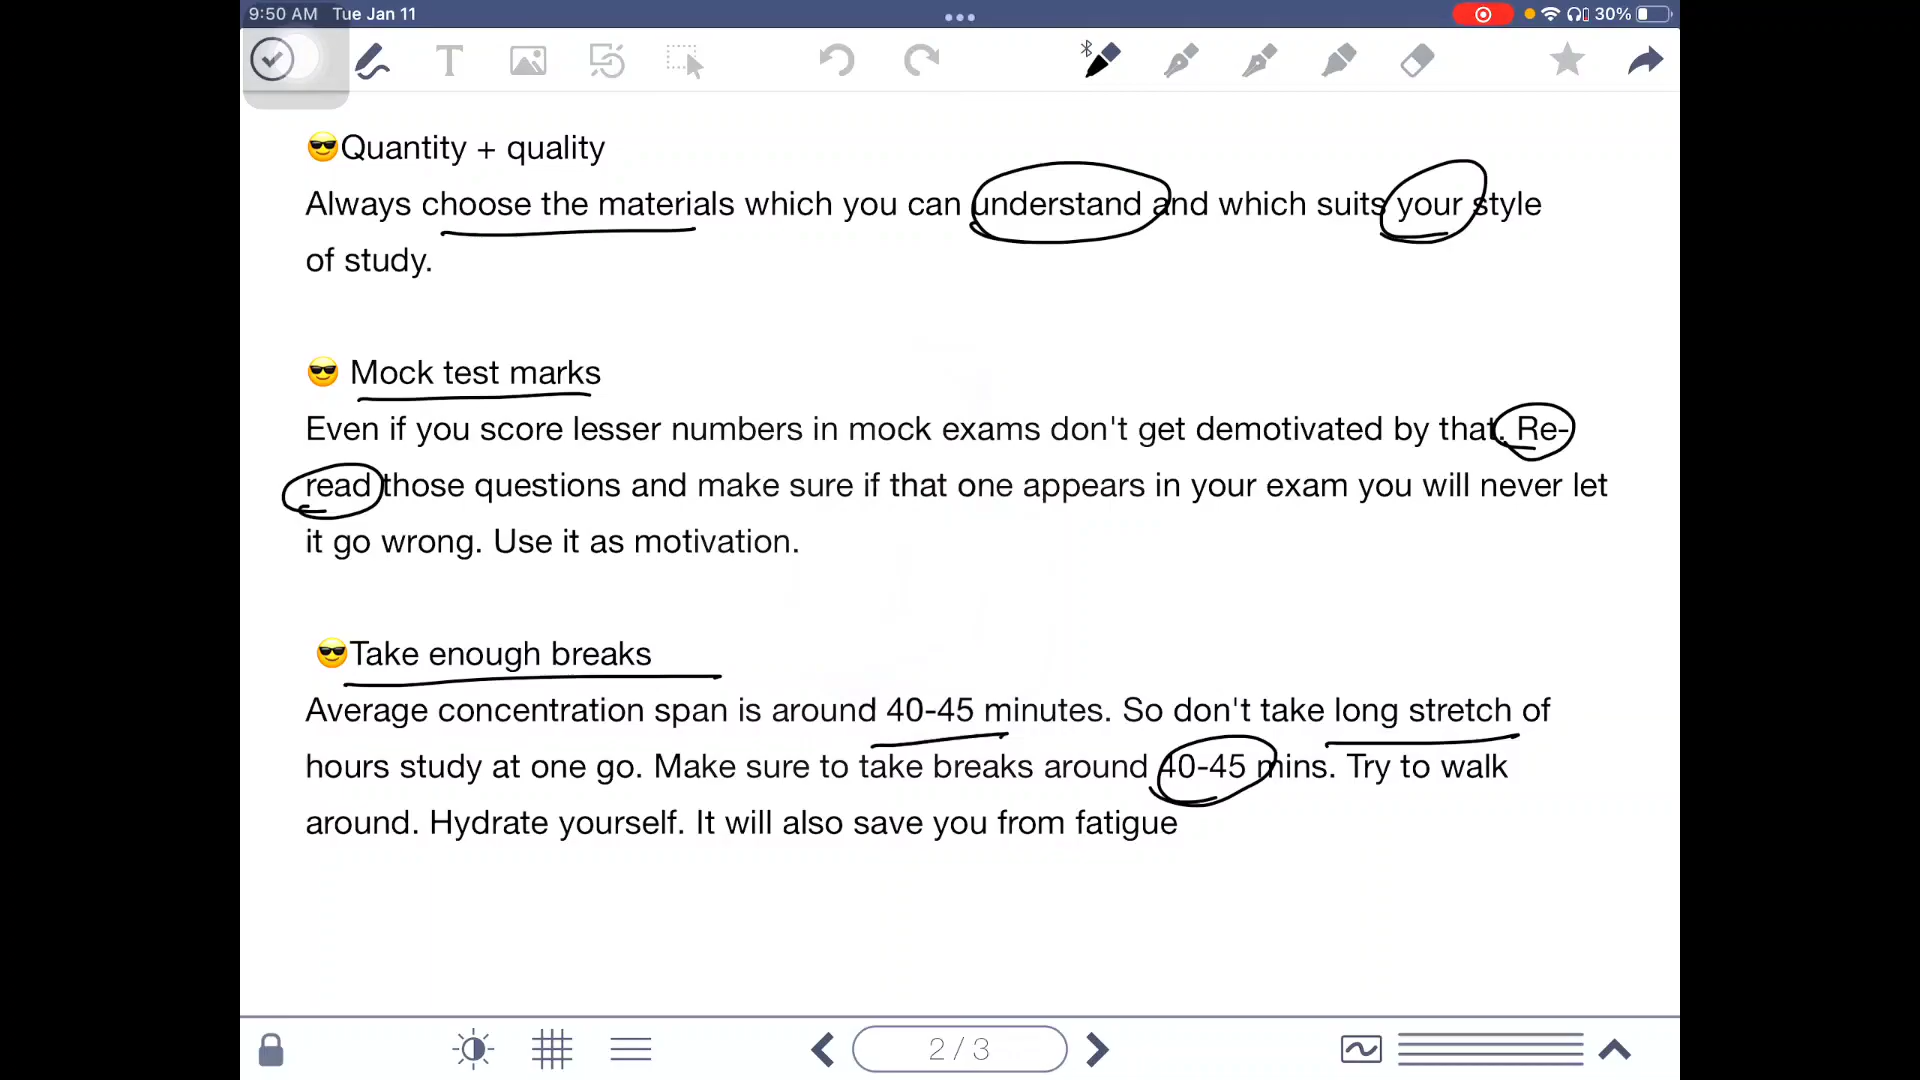 9:50 AM Tue Jan 11
30%
T
😎Quantity + quality
Always choose the materials which you can understand and which suits your style
of study.
😎 Mock test marks
Even if you score lesser numbers in mock exams don't get demotivated by that. Re-
read those questions and make sure if that one appears in your exam you will never let
it go wrong. Use it as motivation.
😎Take enough breaks
Average concentration span is around 40-45 minutes. So don't take long stretch of
hours study at one go. Make sure to take breaks around 40-45 mins. Try to walk
around. Hydrate yourself. It will also save you from fatigue
2 / 3